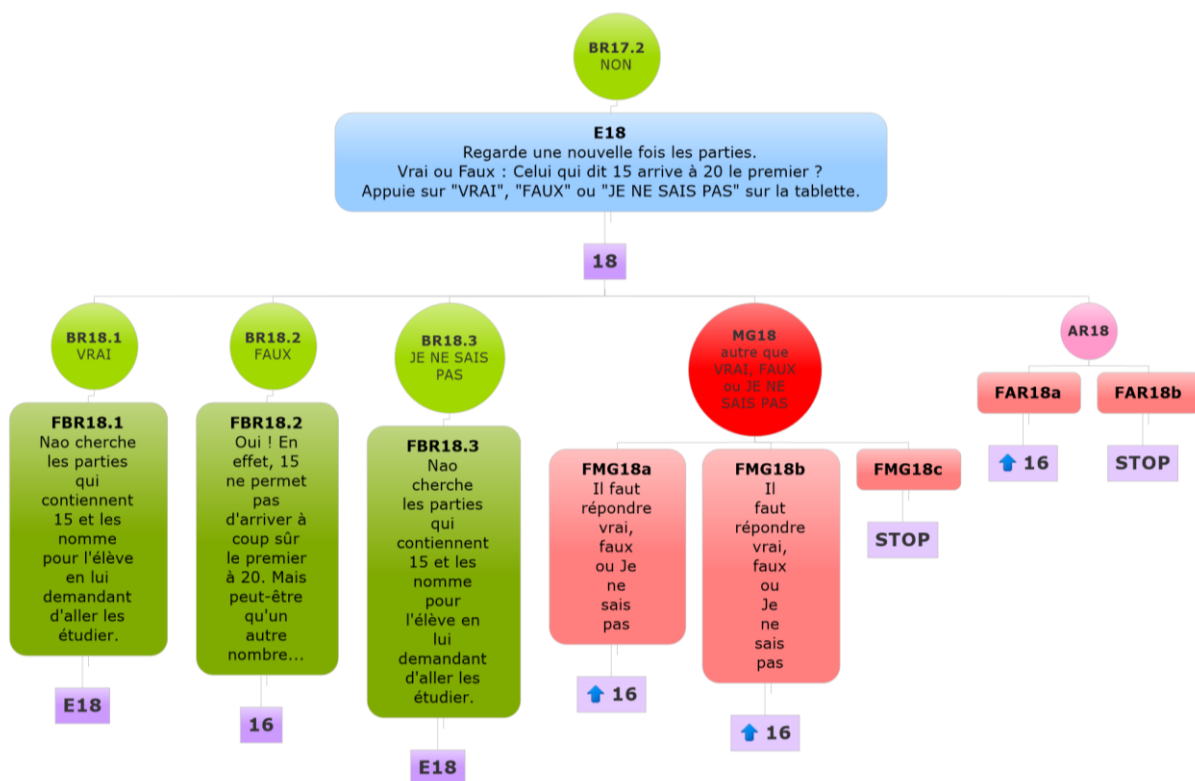 BR17.2
NON
E18
Regarde une nouvelle fois les parties.
Vrai ou Faux : Celui qui dit 15 arrive à 20 le premier ?
Appuie sur "VRAI", "FAUX" ou "JE NE SAIS PAS" sur la tablette.
18
BR18.1
VRAI
BR18.2
FAUX
BR18.3
JE NE SAIS
PAS
MG18
autre que
VRAI, FAUX
ou JE NE
SAIS PAS
AR18
FBR18.1
Nao cherche
les parties
qui
contiennent
15 et les
nomme
pour l'élève
en lui
demandant
d'aller les
étudier.
E18
FBR18.2
Oui ! En
effet, 15
ne permet
pas
d'arriver à
coup sûr
le premier
à 20. Mais
peut-être
qu'un
autre
nombre...
16
FBR18.3
Nao
cherche
les parties
qui
contiennent
15 et les
nomme
pour
l'élève en
lui
demandant
d'aller les
étudier.
E18
FMG18a
Il faut
répondre
vrai,
faux
ou Je
ne
sais
pas
16
FMG18b
Il
faut
répondre
vrai,
faux
ou
Je
ne
sais
pas
16
FMG18c
STOP
FAR18a
16
FAR18b
STOP